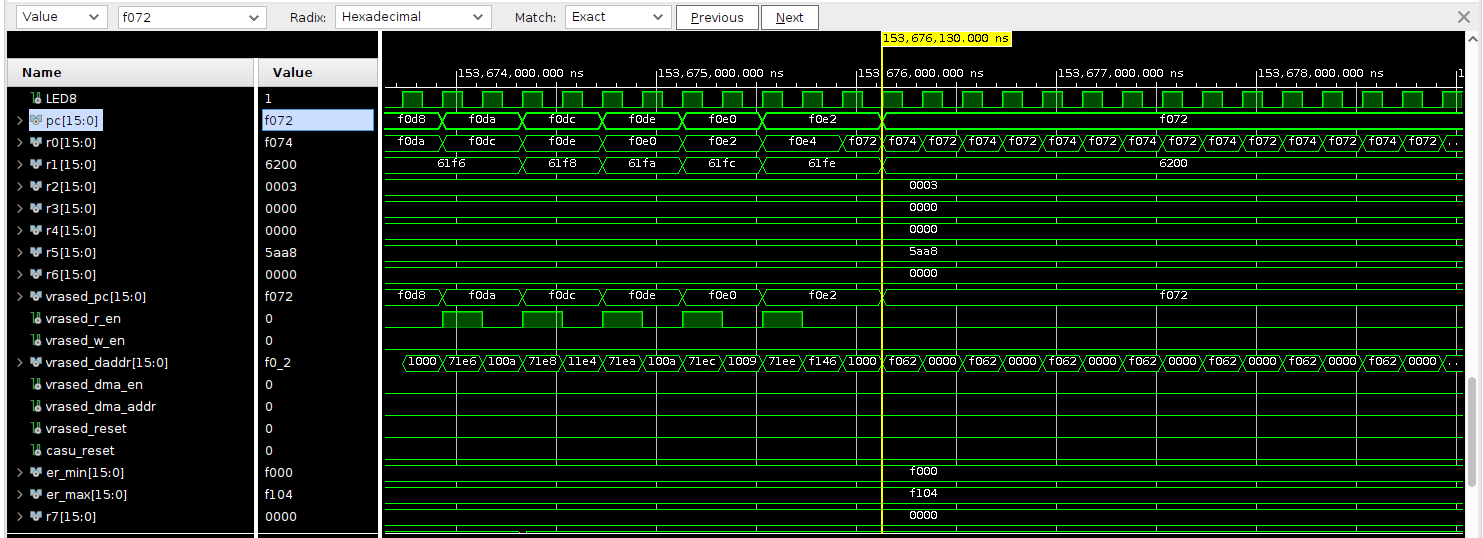 Value f072 Radix: Hexadecimal Match: Exact Previous Next
153,676,130.000 ns
Name Value 153,674,000.000 ns 153,675,000.000 ns 153,676,000.000 ns 153,677,000.000 ns 153,678,000.000 ns
LED8 1
pc[15:0] f072 f0d8 f0da f0dc f0de f0e0 f0e2 f072
r0[15:0] f074 f0da f0dc f0de f0e0 f0e2 f0e4 f072 f074 f072 f074 f072 f074 f072 f074 f072 f074 f072 f074 f072 f074 f072 ...
r1[15:0] 6200 61f6 61f8 61fa 61fc 61fe 6200
r2[15:0] 0003 0003
r3[15:0] 0000 0000
r4[15:0] 0000 0000
r5[15:0] 5aa8 5aa8
r6[15:0] 0000 0000
vrased_pc[15:0] f072 f0d8 f0da f0dc f0de f0e0 f0e2 f072
vrased_r_en 0
vrased_w_en 0
vrased_daddr[15:0] f0_2 1000 71e6 100a 71e8 11e4 71ea 100a 71ec 1009 71ee f146 1000 f062 0000 f062 0000 f062 0000 f062 0000 f062 0000 f062 0000 f062 0000 ...
vrased_dma_en 0
vrased_dma_addr 0
vrased_reset 0
casu_reset 0
er_min[15:0] f000 f000
er_max[15:0] f104 f104
r7[15:0] 0000 0000